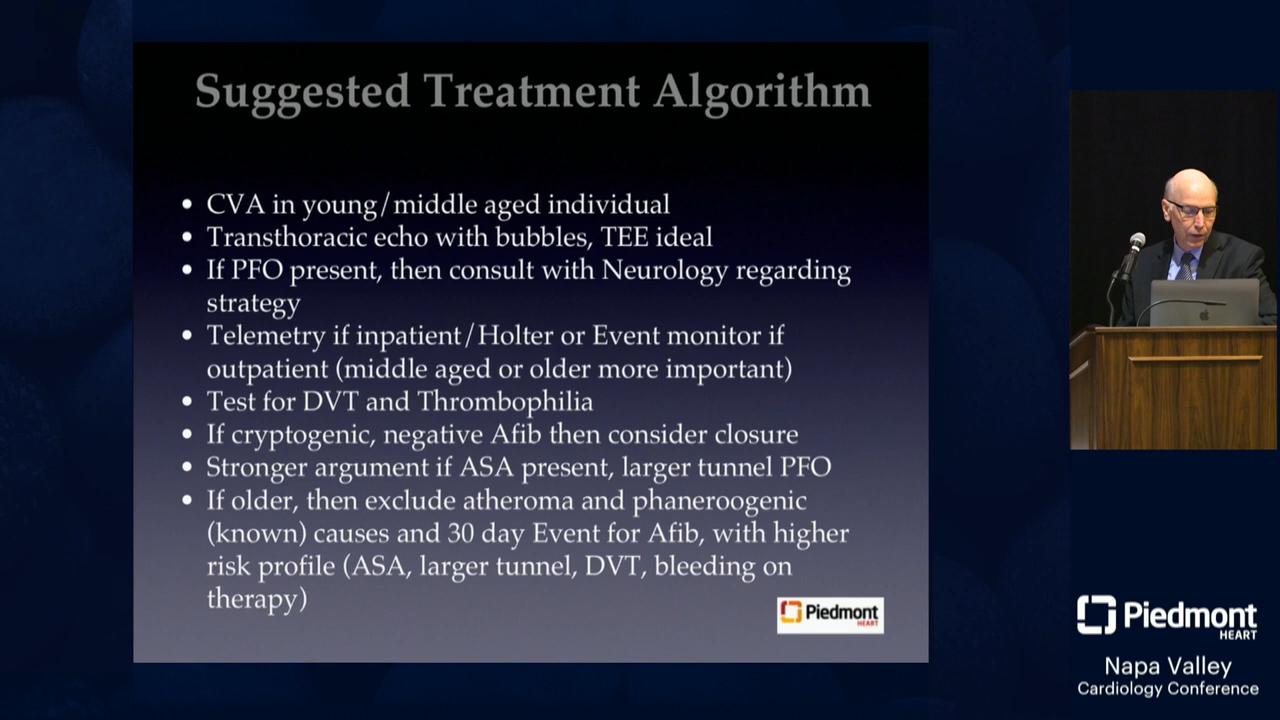 Suggested Treatment Algorithm
• CVA in young/middle aged individual
• Transthoracic echo with bubbles, TEE ideal
• If PFO present, then consult with Neurology regarding
strategy
• Telemetry if inpatient/Holter or Event monitor if
outpatient (middle aged or older more important)
• Test for DVT and Thrombophilia
• If cryptogenic, negative Afib then consider closure
• Stronger argument if ASA present, larger tunnel PFO
• If older, then exclude atheroma and phaneroogenic
(known) causes and 30 day Event for Afib, with higher
risk profile (ASA, larger tunnel, DVT, bleeding on
therapy)
Piedmont
HEART
Piedmont
HEART
Napa Valley
Cardiology Conference